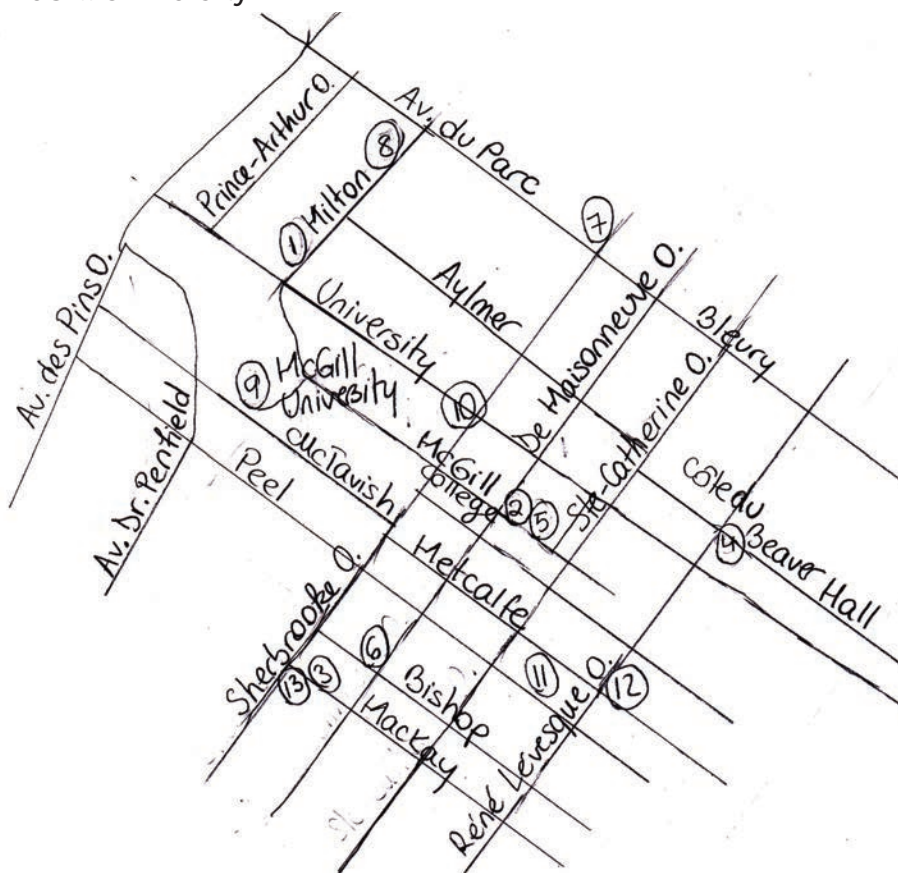 Av. du Parc
Prince-Arthur O.
8
Milton
1
7
Aylmer
De Maisonneuve O.
Bleury
Av. des Pins O.
University
9
McGill
University
10
Ste-Catherine O.
McGill
College
2
5
Côte du
Beaver Hall
4
McTavish
Peel
Av. Dr. Penfield
Metcalfe
Sherbrooke O.
6
11
12
13
3
Bishop
Mackay
Réné Lévesque O.